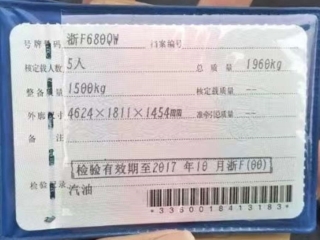 号牌号码 浙F680QW 档案编号
核定载人数 5人 总质量 1960kg
整备质量 1500kg 核定载质量 --
外廓尺寸 4624×1811×1454mm 准牵引总质量 --
备注 --
检验有效期至2017 年10 月浙F(00)
检验记录
汽油
*3390018413183*